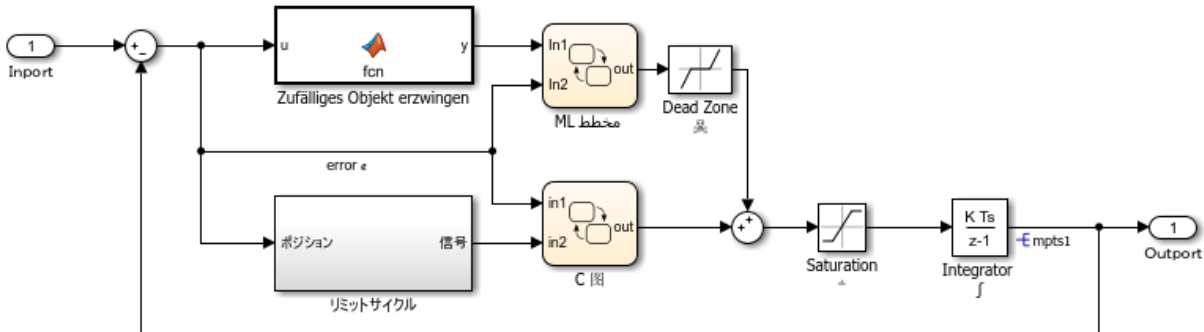 1
Inport
+
−
u
y
fcn
Zufälliges Objekt erzwingen
In1
In2
out
ML مخطط
Dead Zone
error e
ポジション
信号
リミットサイクル
in1
in2
out
C 图
+
+
Saturation
K Ts
z-1
mpts1
Integrator
∫
1
Outport